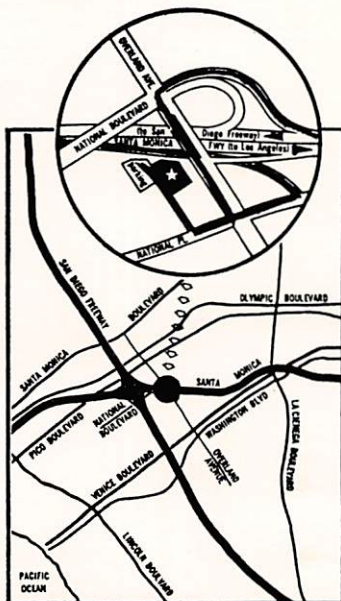 OVERLAND AVE.
NATIONAL BOULEVARD
(to San Diego Freeway)
SANTA MONICA FWY (to Los Angeles)
parking
NATIONAL PL.
SAN DIEGO FREEWAY
SANTA MONICA BOULEVARD
OLYMPIC BOULEVARD
SANTA MONICA
PICO BOULEVARD
NATIONAL
BOULEVARD
WASHINGTON BLVD
OVERLAND
AVENUE
LA CIENEGA BOULEVARD
VENICE BOULEVARD
LINCOLN BOULVARD
PACIFIC
OCEAN